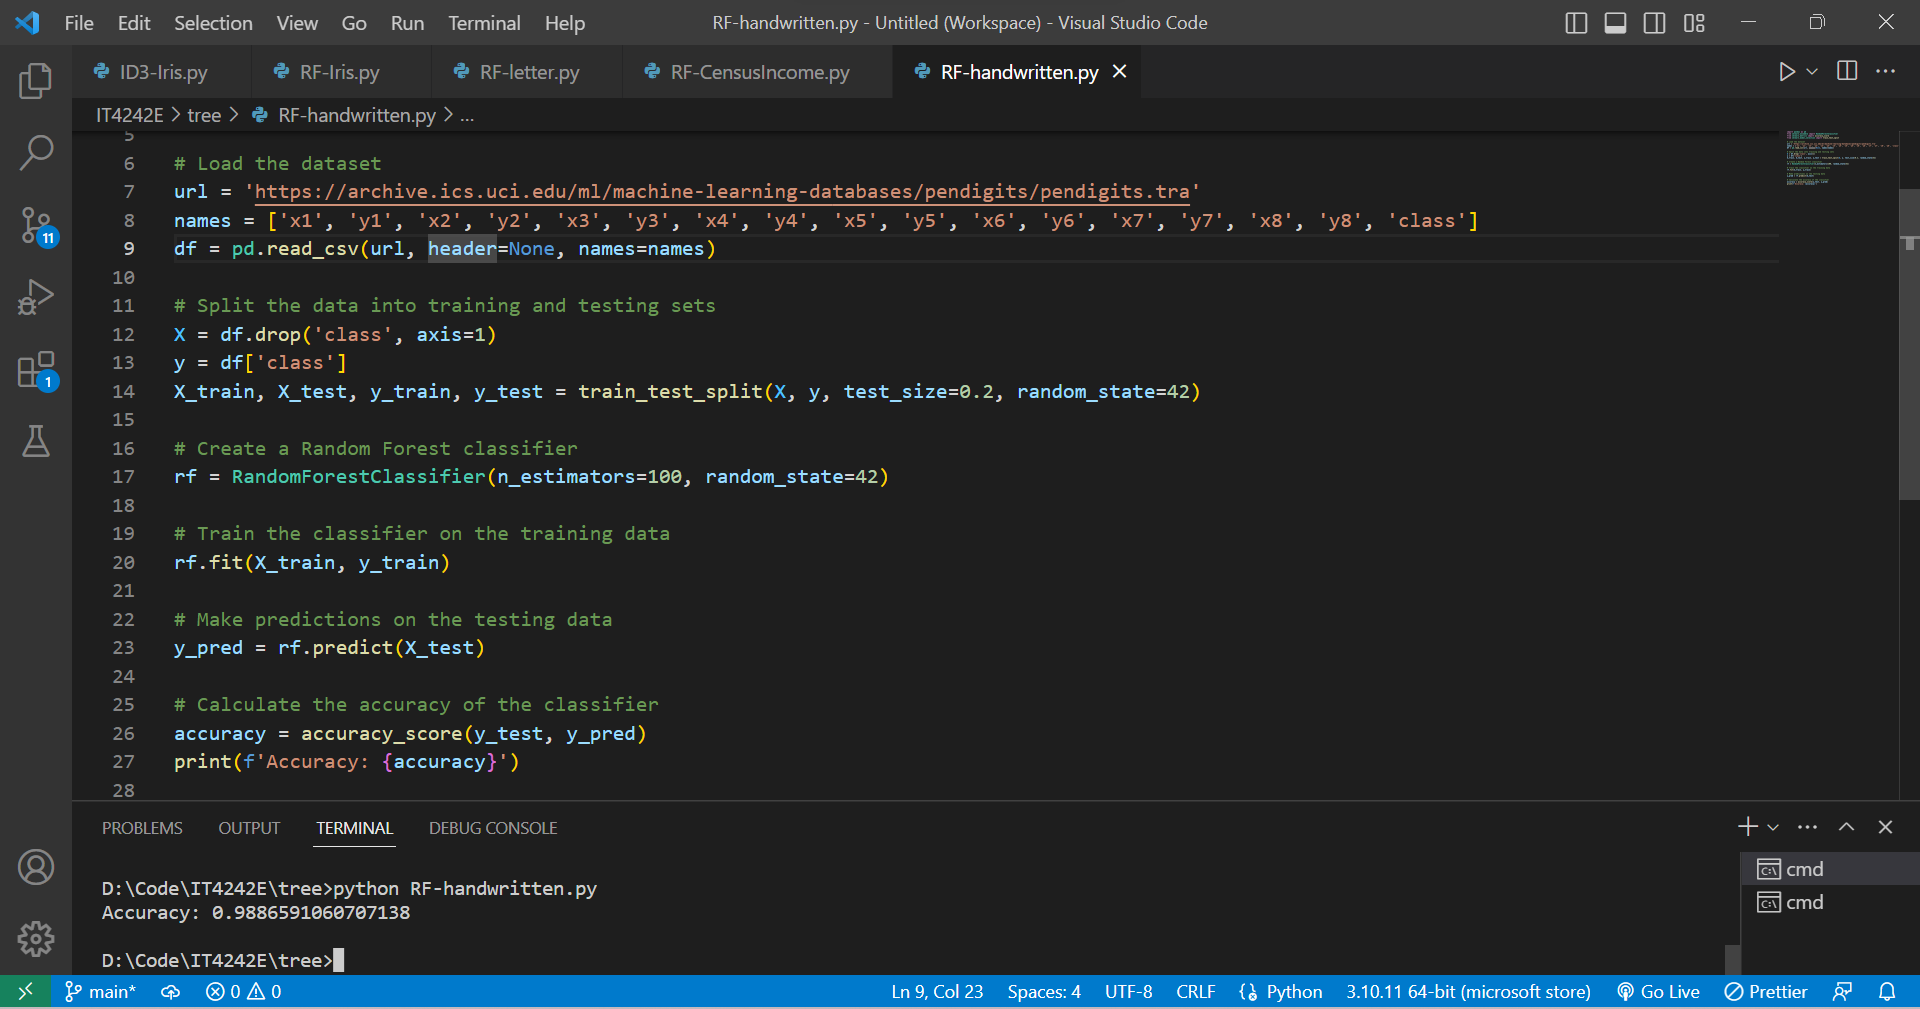 File Edit Selection View Go Run Terminal Help RF-handwritten.py - Untitled (Workspace) - Visual Studio Code
ID3-Iris.py RF-Iris.py RF-letter.py RF-CensusIncome.py RF-handwritten.py
IT4242E > tree > RF-handwritten.py > ...
5
6 # Load the dataset
7 url = 'https://archive.ics.uci.edu/ml/machine-learning-databases/pendigits/pendigits.tra'
8 names = ['x1', 'y1', 'x2', 'y2', 'x3', 'y3', 'x4', 'y4', 'x5', 'y5', 'x6', 'y6', 'x7', 'y7', 'x8', 'y8', 'class']
9 df = pd.read_csv(url, header=None, names=names)
10
11 # Split the data into training and testing sets
12 X = df.drop('class', axis=1)
13 y = df['class']
14 X_train, X_test, y_train, y_test = train_test_split(X, y, test_size=0.2, random_state=42)
15
16 # Create a Random Forest classifier
17 rf = RandomForestClassifier(n_estimators=100, random_state=42)
18
19 # Train the classifier on the training data
20 rf.fit(X_train, y_train)
21
22 # Make predictions on the testing data
23 y_pred = rf.predict(X_test)
24
25 # Calculate the accuracy of the classifier
26 accuracy = accuracy_score(y_test, y_pred)
27 print(f'Accuracy: {accuracy}')
28
11
1
PROBLEMS OUTPUT TERMINAL DEBUG CONSOLE
D:\Code\IT4242E\tree>python RF-handwritten.py
Accuracy: 0.9886591060707138
D:\Code\IT4242E\tree>
cmd
cmd
main* 0 0 Ln 9, Col 23 Spaces: 4 UTF-8 CRLF Python 3.10.11 64-bit (microsoft store) Go Live Prettier